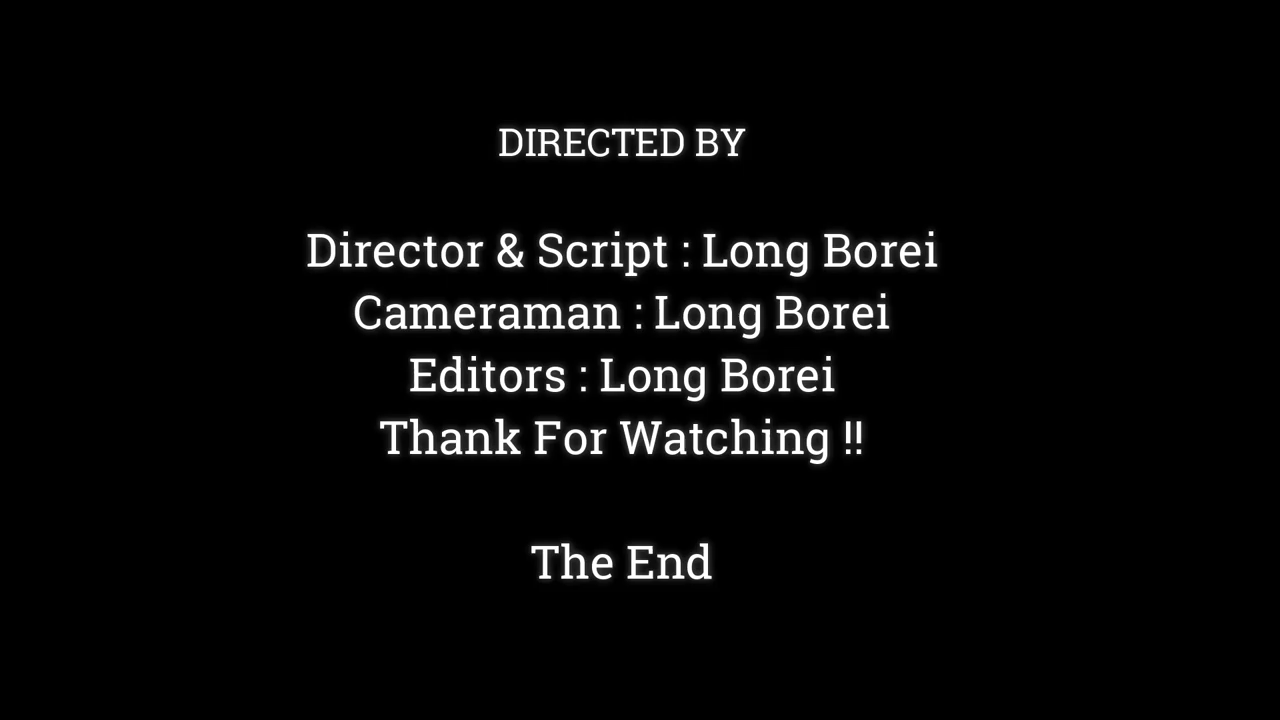 DIRECTED BY
Director & Script : Long Borei
Cameraman : Long Borei
Editors : Long Borei
Thank For Watching !!
The End